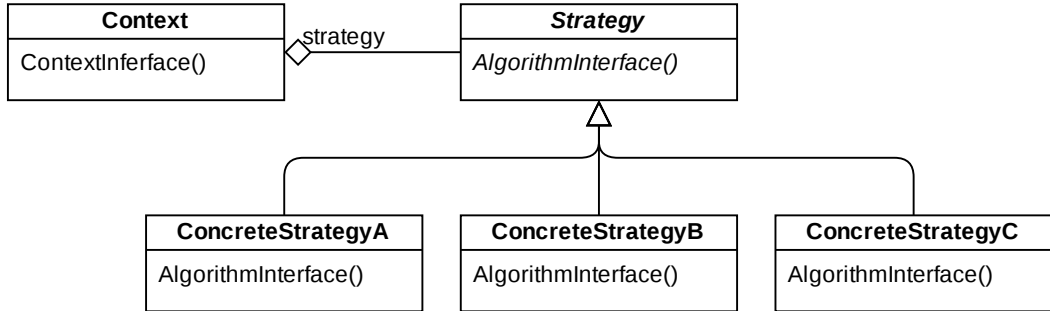 Context
ContextInferface()
strategy
Strategy
AlgorithmInterface()
ConcreteStrategyA
AlgorithmInterface()
ConcreteStrategyB
AlgorithmInterface()
ConcreteStrategyC
AlgorithmInterface()